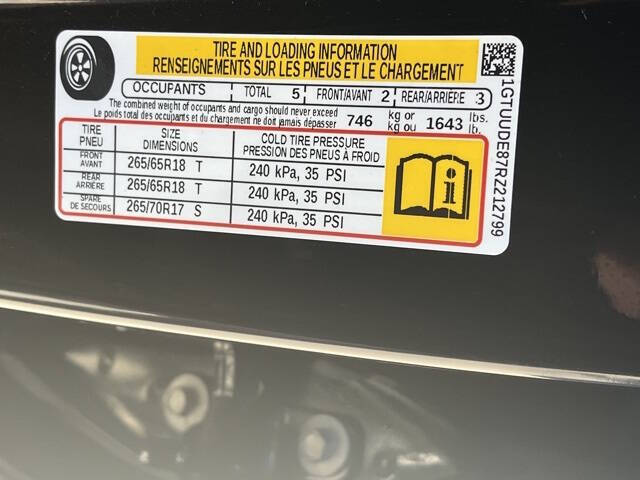 TIRE AND LOADING INFORMATION
RENSEIGNEMENTS SUR LES PNEUS ET LE CHARGEMENT
OCCUPANTS TOTAL 5 FRONT/AVANT 2 REAR/ARRIÈRE 3
The combined weight of occupants and cargo should never exceed
Le poids total des occupants et du chargement ne doit jamais dépasser
746 kg or kg ou 1643 lbs. lb.
TIRE PNEU SIZE DIMENSIONS COLD TIRE PRESSURE PRESSION DES PNEUS À FROID
FRONT AVANT 265/65R18 T 240 kPa, 35 PSI
REAR ARRIÈRE 265/65R18 T 240 kPa, 35 PSI
SPARE DE SECOURS 265/70R17 S 240 kPa, 35 PSI
i
1GTUUDE87RZ212799